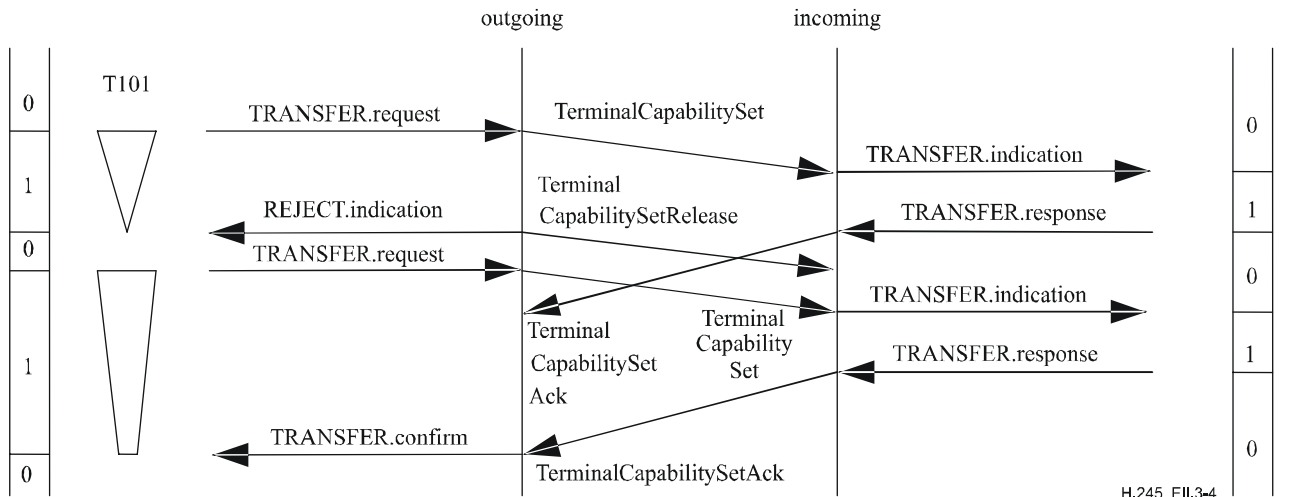 outgoing
incoming
T101
0
TRANSFER.request
TerminalCapabilitySet
0
TRANSFER.indication
1
Terminal
CapabilitySetRelease
REJECT.indication
TRANSFER.response
1
0
TRANSFER.request
0
TRANSFER.indication
Terminal
CapabilitySet
Ack
Terminal
Capability
Set
1
TRANSFER.response
1
TRANSFER.confirm
TerminalCapabilitySetAck
0
0
H.245_FII.3-4